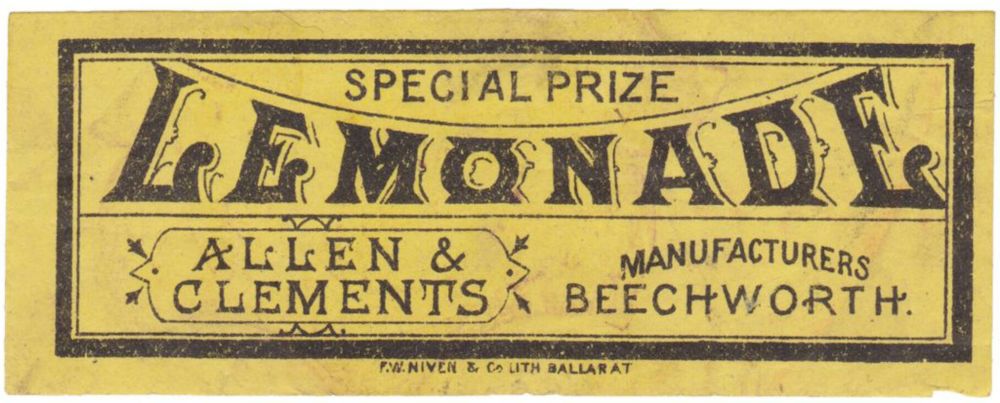 SPECIAL PRIZE
LEMONADE
ALLEN &
CLEMENTS
MANUFACTURERS
BEECHWORTH.
F.W. NIVEN & Co LITH BALLARAT